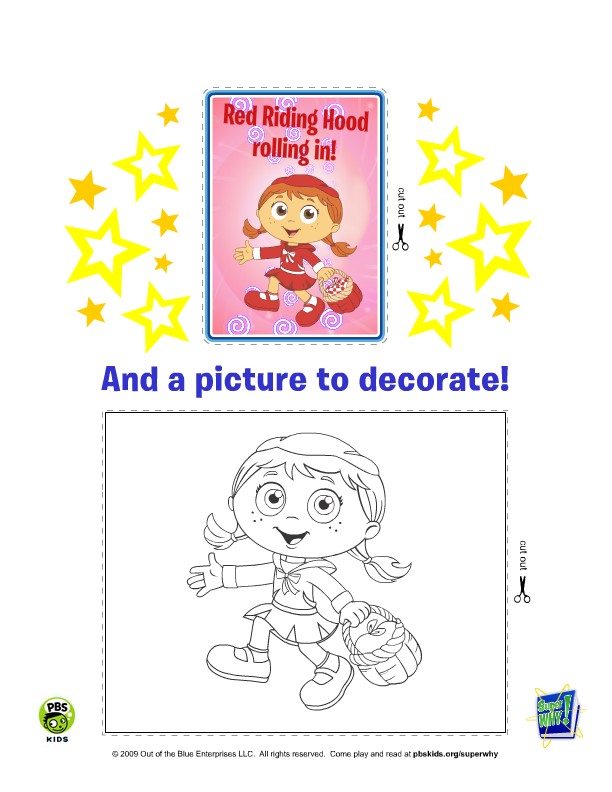 Red Riding Hood
rolling in!
cut out
And a picture to decorate!
cut out
PBS
KIDS
SUPER
WHY!
© 2009 Out of the Blue Enterprises LLC.  All rights reserved.  Come play and read at pbskids.org/superwhy